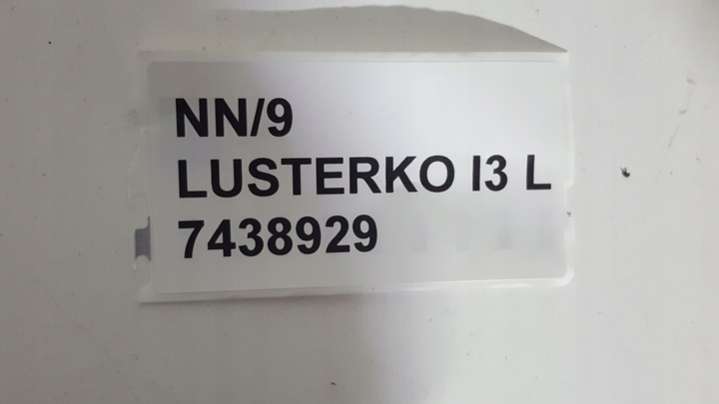 NN/9
LUSTERKO I3 L
7438929